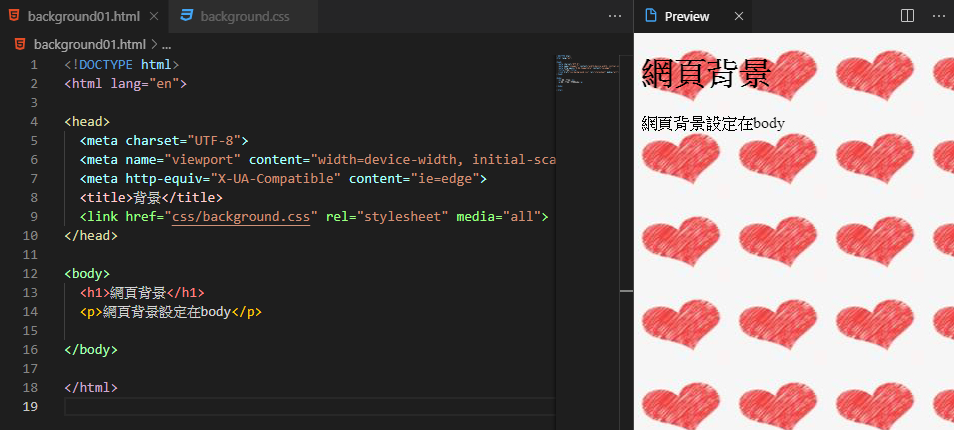 background01.html
background.css
Preview
background01.html > ...
1 <!DOCTYPE html>
2 <html lang="en">
3
4 <head>
5 <meta charset="UTF-8">
6 <meta name="viewport" content="width=device-width, initial-sca
7 <meta http-equiv="X-UA-Compatible" content="ie=edge">
8 <title>背景</title>
9 <link href="css/background.css" rel="stylesheet" media="all">
10 </head>
11
12 <body>
13 <h1>網頁背景</h1>
14 <p>網頁背景設定在body</p>
15
16 </body>
17
18 </html>
19
網頁背景
網頁背景設定在body